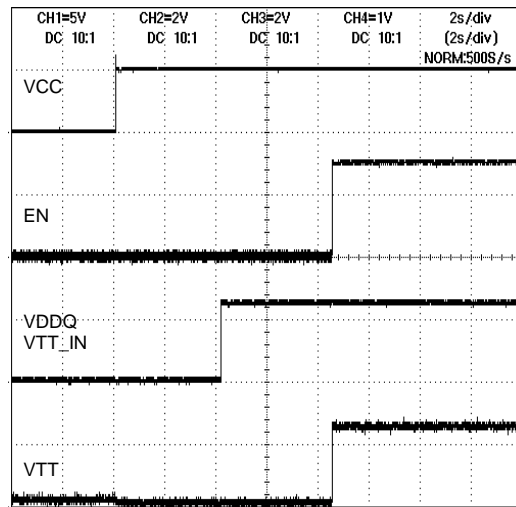 CH1=5V CH2=2V CH3=2V CH4=1V 2s/div
DC 10:1 DC 10:1 DC 10:1 DC 10:1 (2s/div)
NORM:500S/s
VCC
EN
VDDQ
VTT_IN
VTT